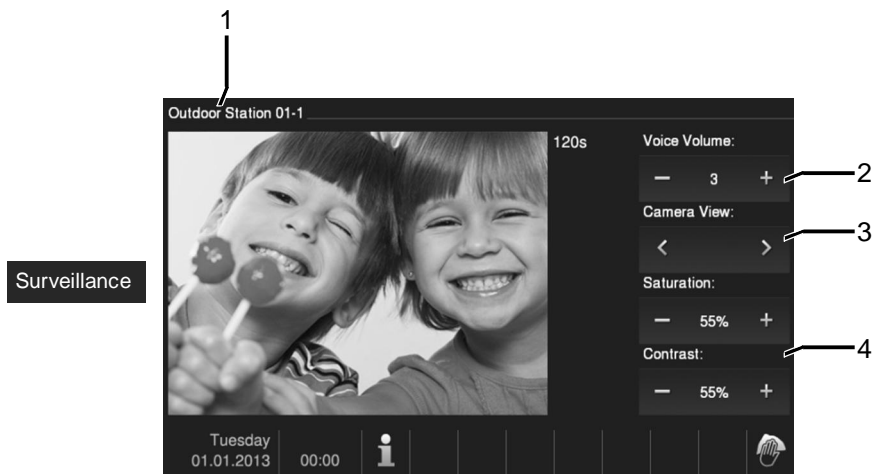 1
Outdoor Station 01-1
120s
Voice Volume:
− 3 +
2
Camera View:
< >
3
Surveillance
Saturation:
− 55% +
4
Contrast:
− 55% +
Tuesday
01.01.2013
00:00
i